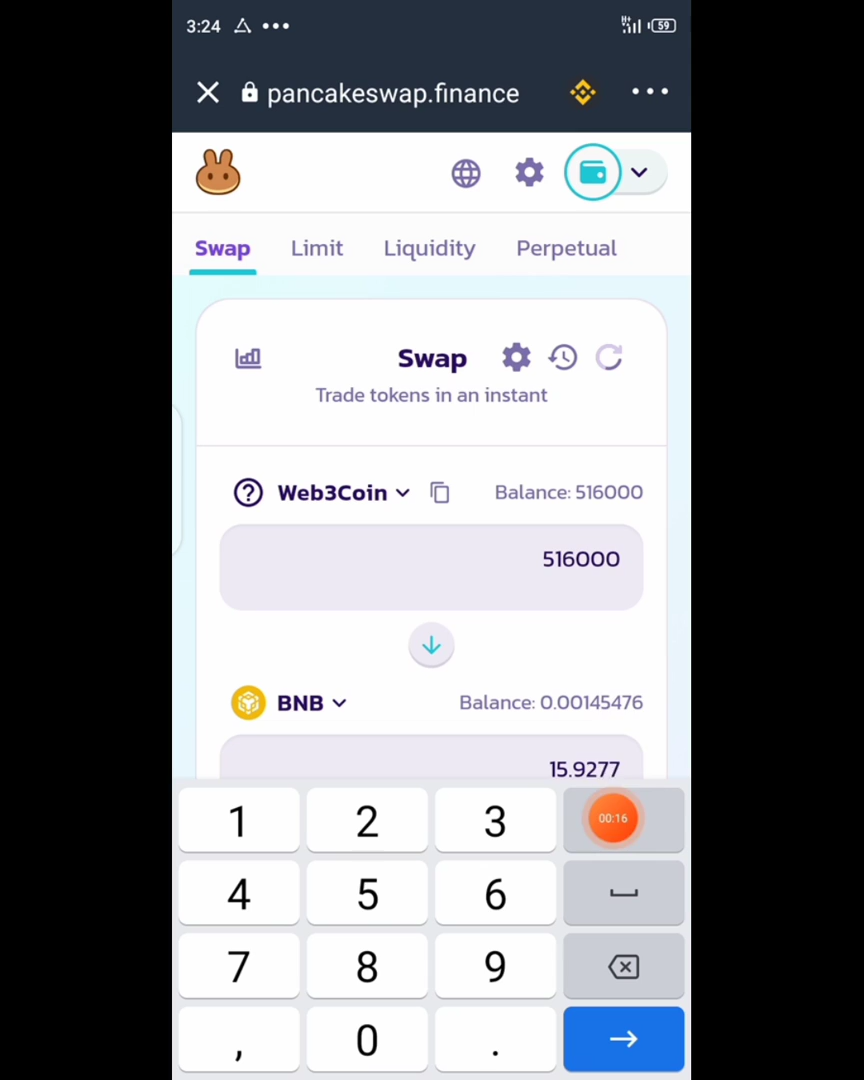 3:24
59
pancakeswap.finance
Swap Limit Liquidity Perpetual
Swap
Trade tokens in an instant
Web3Coin Balance: 516000
516000
BNB Balance: 0.00145476
15.9277
1 2 3 00:16
4 5 6
7 8 9
, 0 .